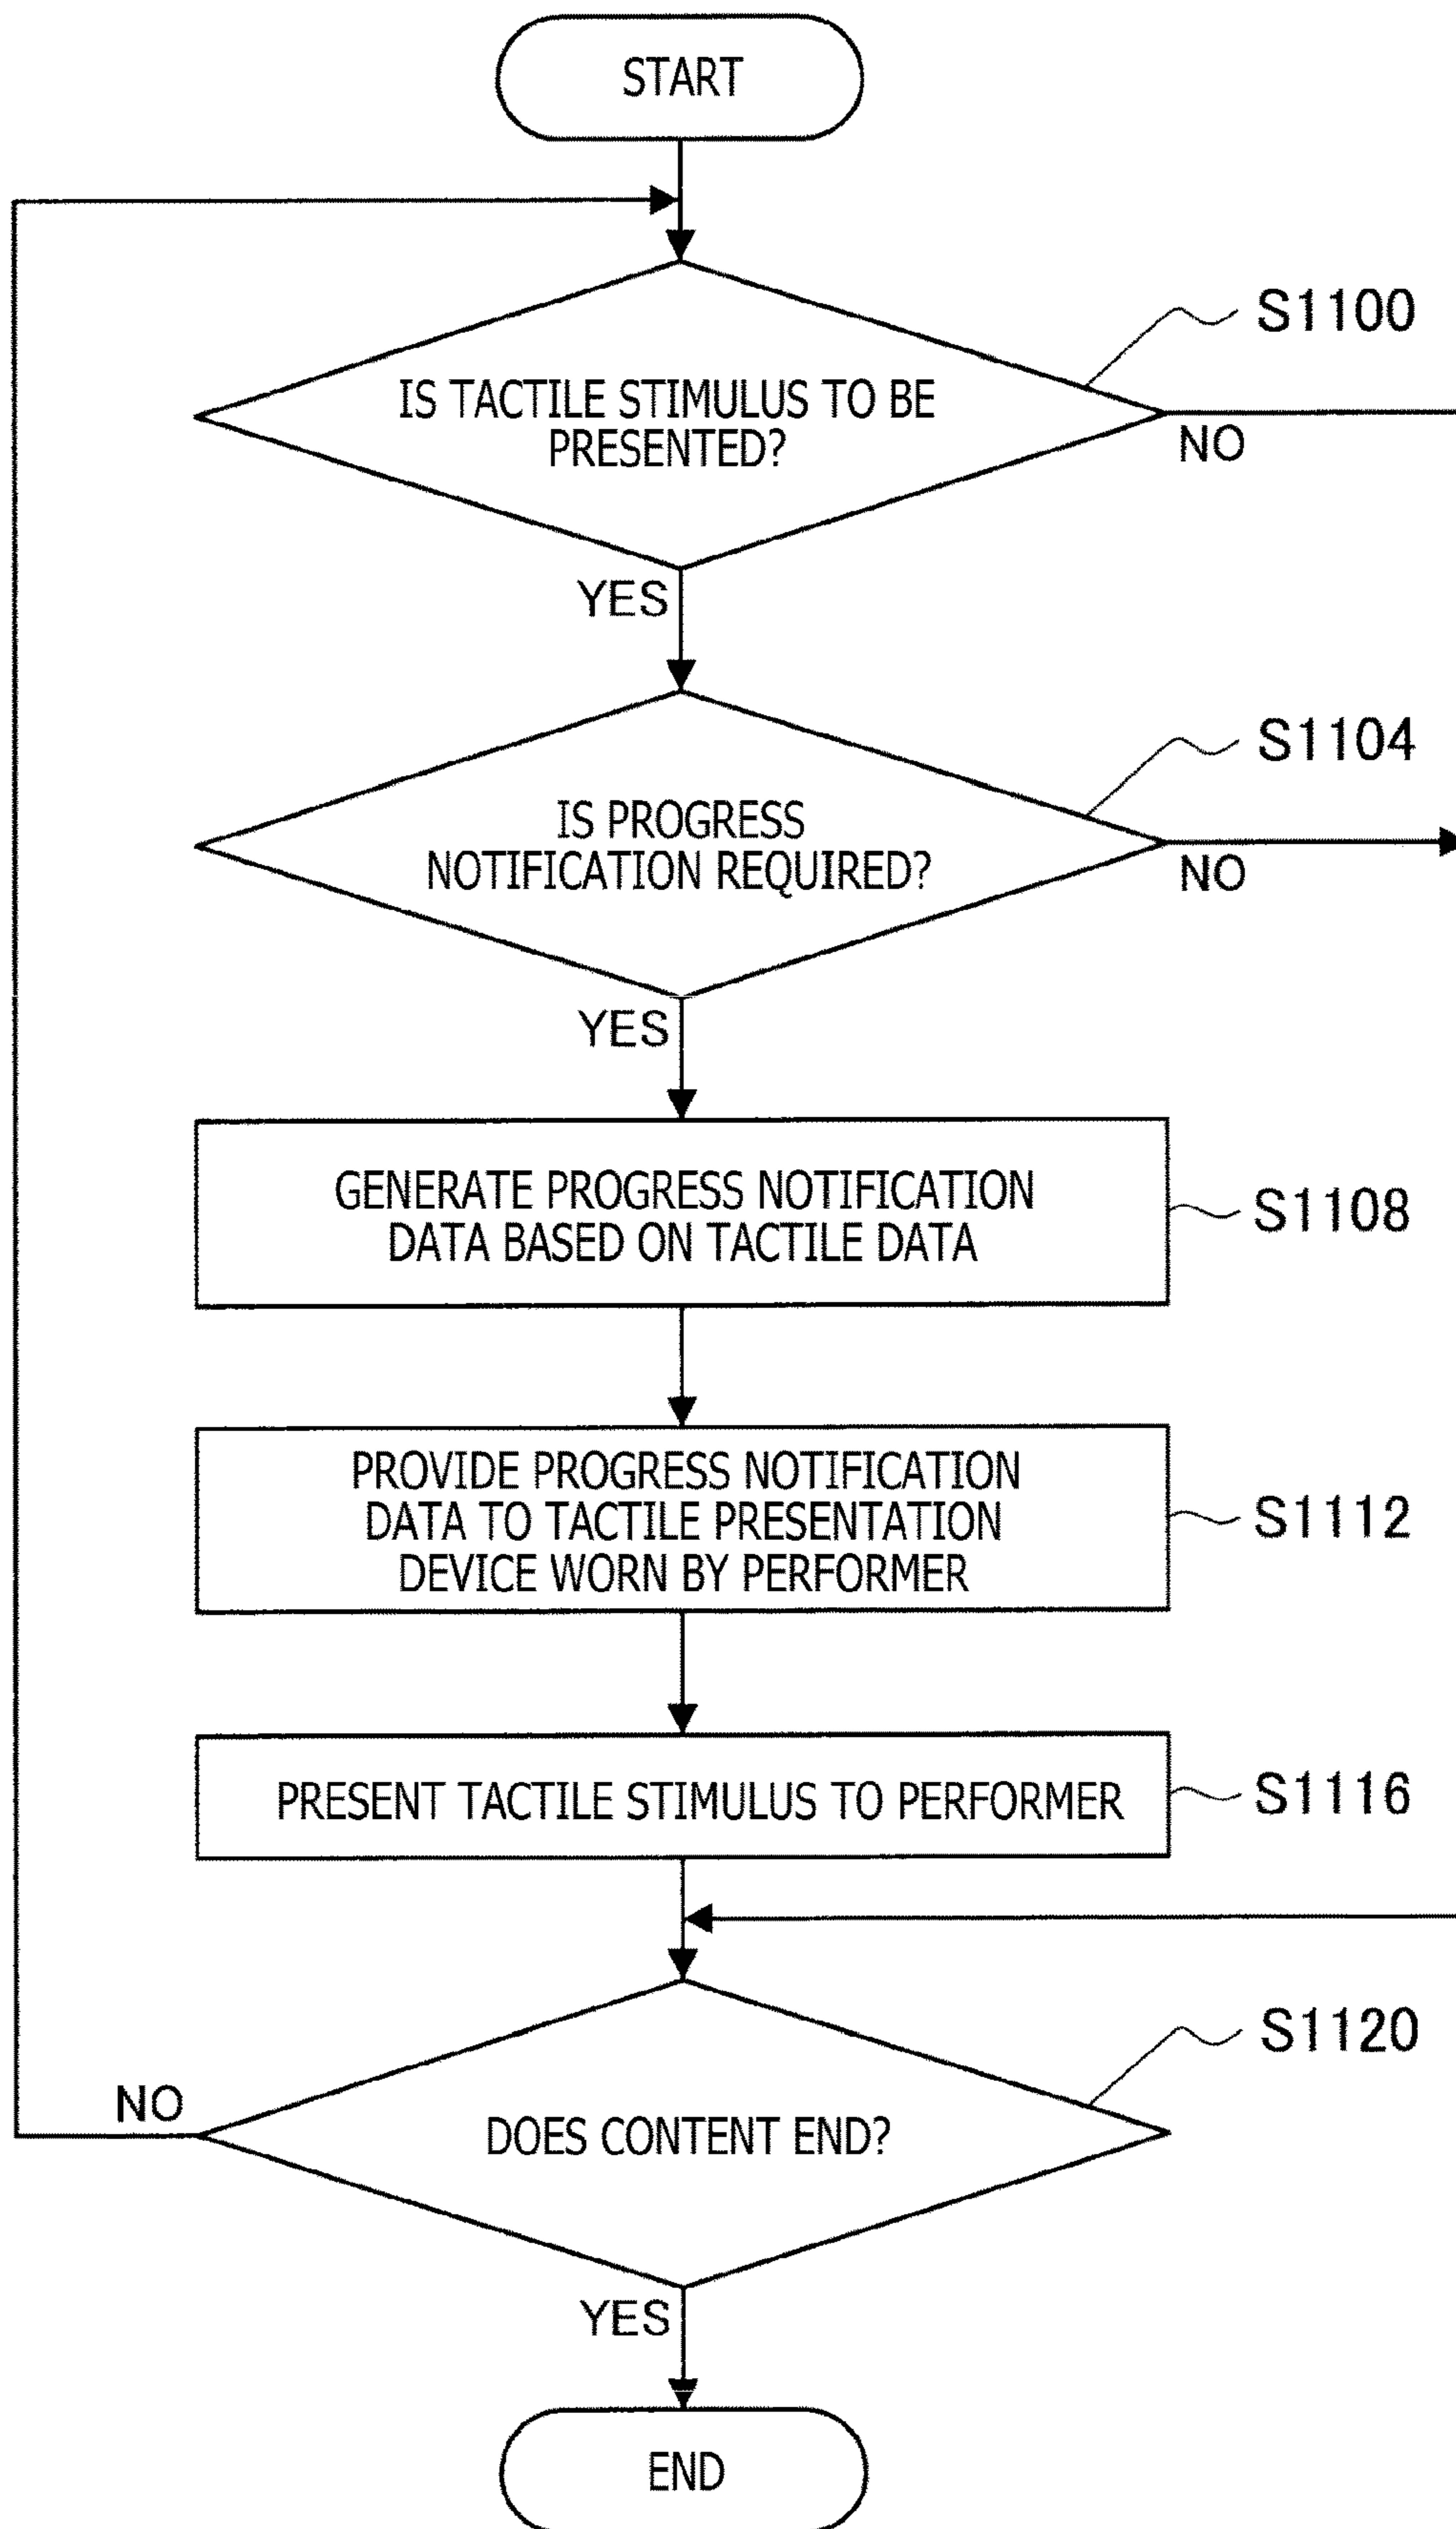 START
S1100
IS TACTILE STIMULUS TO BE
PRESENTED?
NO
YES
S1104
IS PROGRESS
NOTIFICATION REQUIRED?
NO
YES
GENERATE PROGRESS NOTIFICATION
DATA BASED ON TACTILE DATA
S1108
PROVIDE PROGRESS NOTIFICATION
DATA TO TACTILE PRESENTATION
DEVICE WORN BY PERFORMER
S1112
PRESENT TACTILE STIMULUS TO PERFORMER
S1116
S1120
NO
DOES CONTENT END?
YES
END